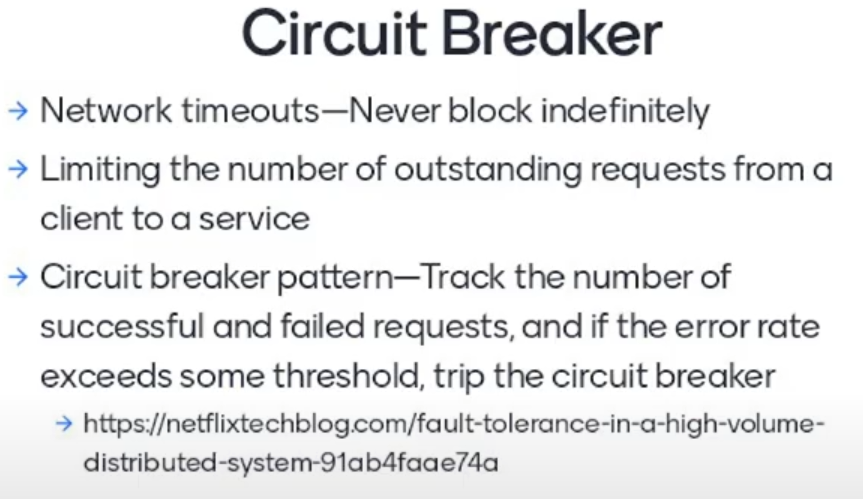 Circuit Breaker
→ Network timeouts—Never block indefinitely
→ Limiting the number of outstanding requests from a
client to a service
→ Circuit breaker pattern—Track the number of
successful and failed requests, and if the error rate
exceeds some threshold, trip the circuit breaker
→ https://netflixtechblog.com/fault-tolerance-in-a-high-volume-
distributed-system-91ab4faae74a